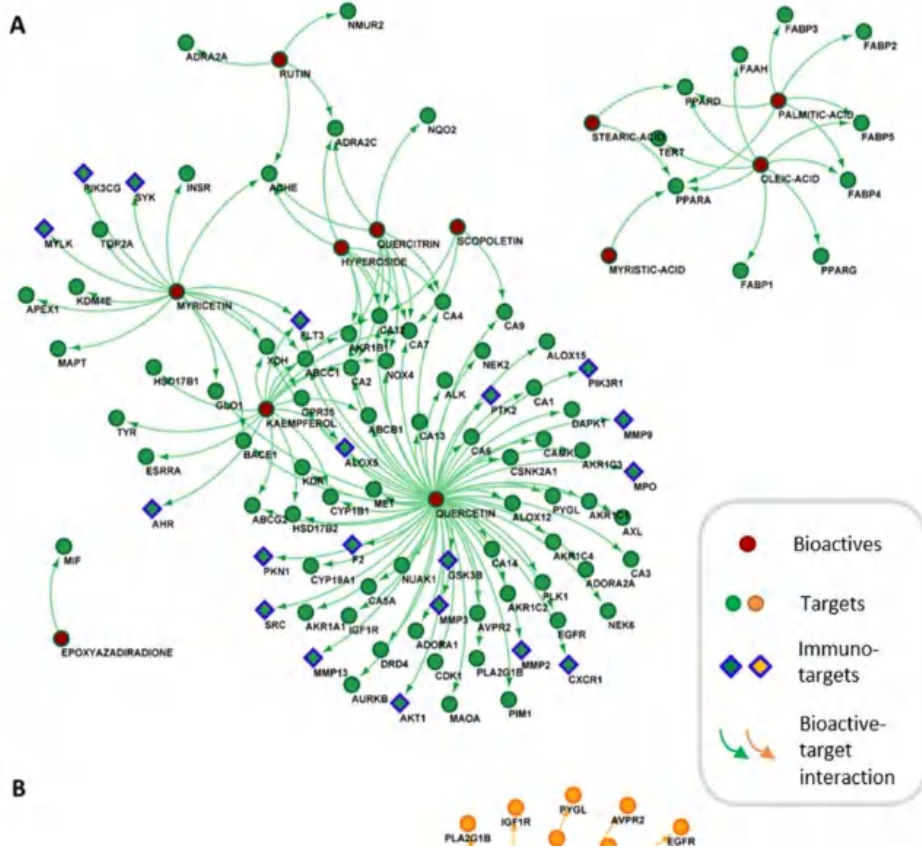 A
NMUR2
ADRA2A
RUTIN
NQO2
ADRA2C
PIK3CG
SYK
INSR
ACHE
MYLK
TOP2A
QUERCITRIN
SCOPOLETIN
HYPEROSIDE
APEX1
KDM4E
MYRICETIN
MAPT
FLT3
CA12
CA4
CA9
AKR1B1
CA7
XDH
ABCC1
CA2
NOX4
NEK2
ALOX15
HSD17B1
GLO1
ALK
PIK3R1
PTK2
CA1
GPR35
KAEMPFEROL
ABCB1
CA13
DAPK1
MMP9
TYR
BACE1
ALOX5
CA6
CAMK
AKR1C3
ESRRA
CSNK2A1
MPO
KDR
MET
CYP1B1
QUERCETIN
ALOX12
PYGL
AKR1C1
AXL
AHR
ABCG2
HSD17B2
F2
CA14
AKR1C4
ADORA2A
CA3
PKN1
CYP19A1
NUAK1
GSK3B
PLK1
CA5A
AKR1C2
NEK6
SRC
AKR1A1
IGF1R
MMP3
AVPR2
EGFR
ADORA1
MMP13
DRD4
CDK1
PLA2G1B
MMP2
CXCR1
AURKB
AKT1
MAOA
PIM1
MIF
EPOXYAZADIRADIONE
FABP3
FABP2
FAAH
PPARD
PALMITIC-ACID
STEARIC-ACID
TERT
FABP5
OLEIC-ACID
FABP4
PPARA
MYRISTIC-ACID
FABP1
PPARG
Bioactives
Targets
Immuno-
targets
Bioactive-
target
interaction
B
PLA2G1B
IGF1R
PYGL
AVPR2
EGFR